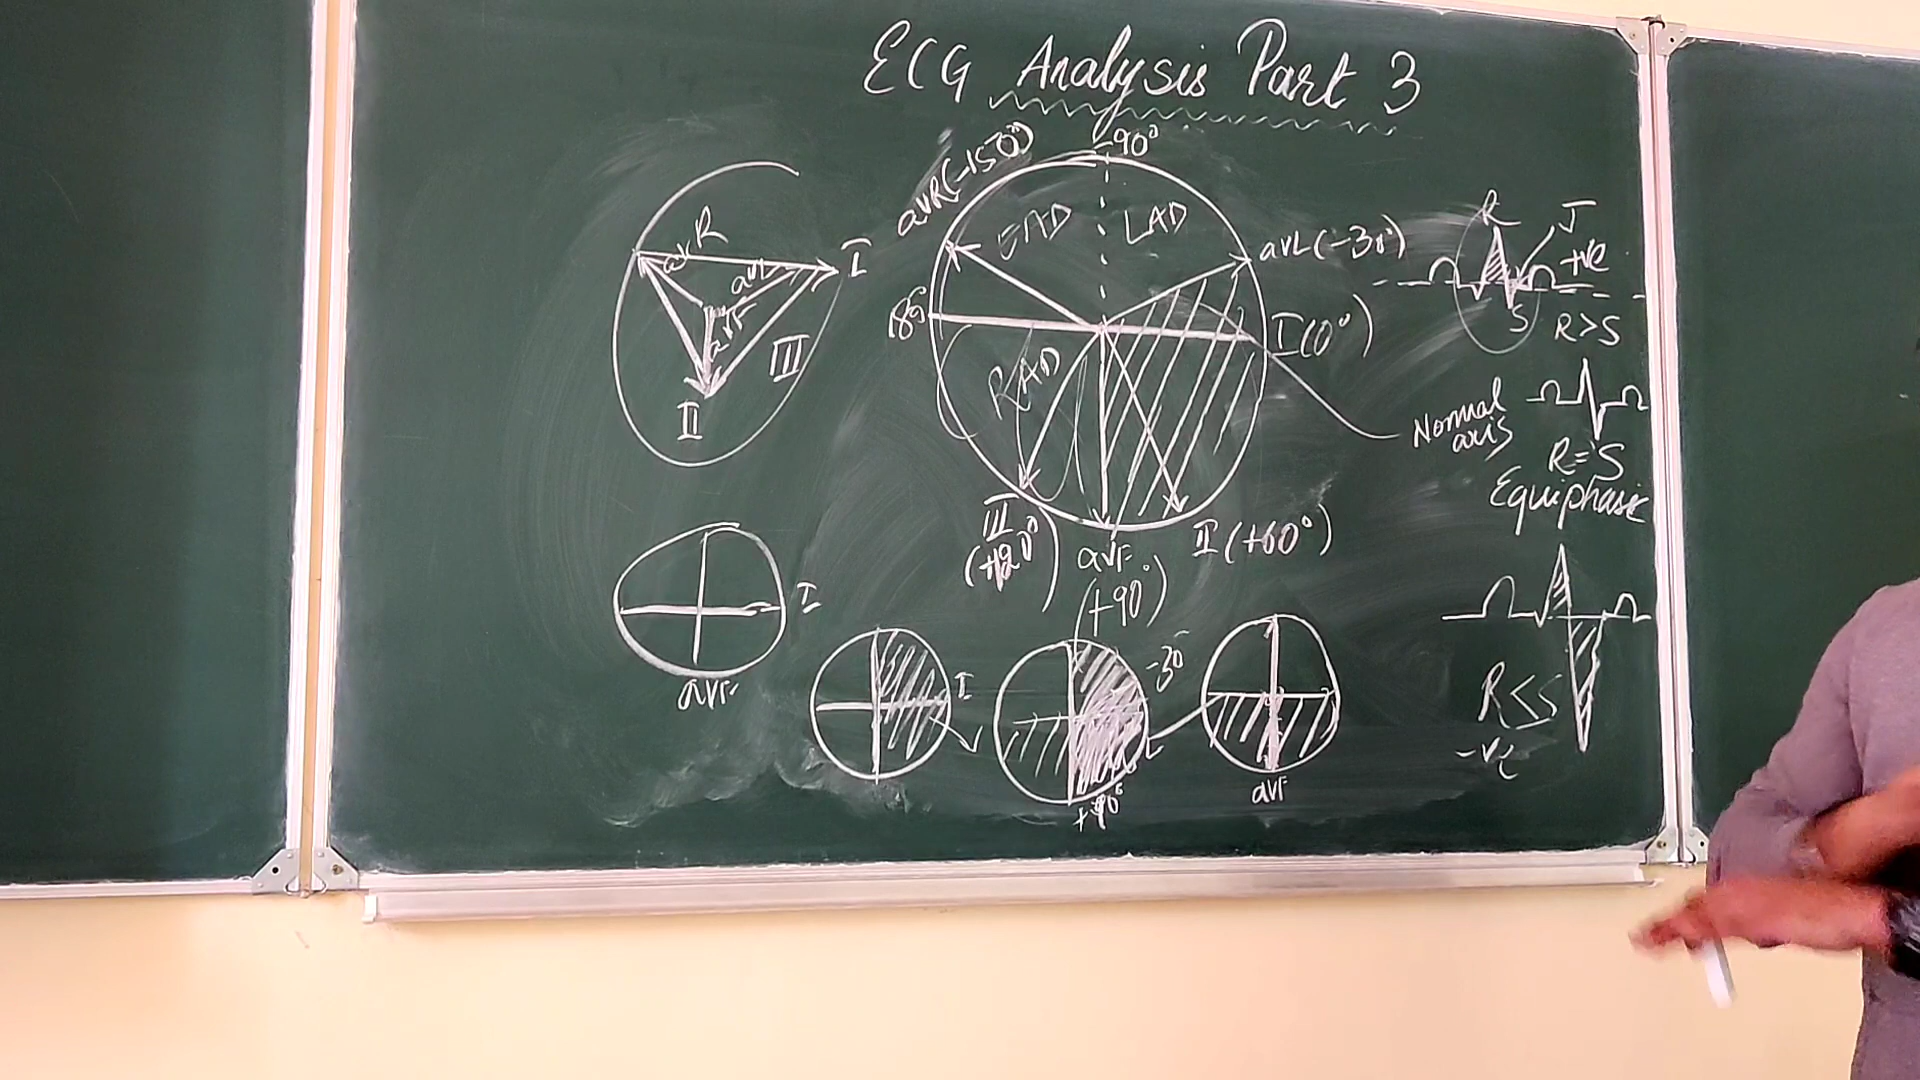 ECG Analysis Part 3
-90°
avR(-150°)
EAD
LAD
avL(-30°)
I(0°)
180°
RAD
III
(+120°)
avF
(+90°)
II (+60°)
Normal
axis
avR
avL
avF
I
II
III
R
J
+ve
S
R>S
R=S
Equiphasic
R≤S
-ve
I
avF
I
-30°
+90°
avF